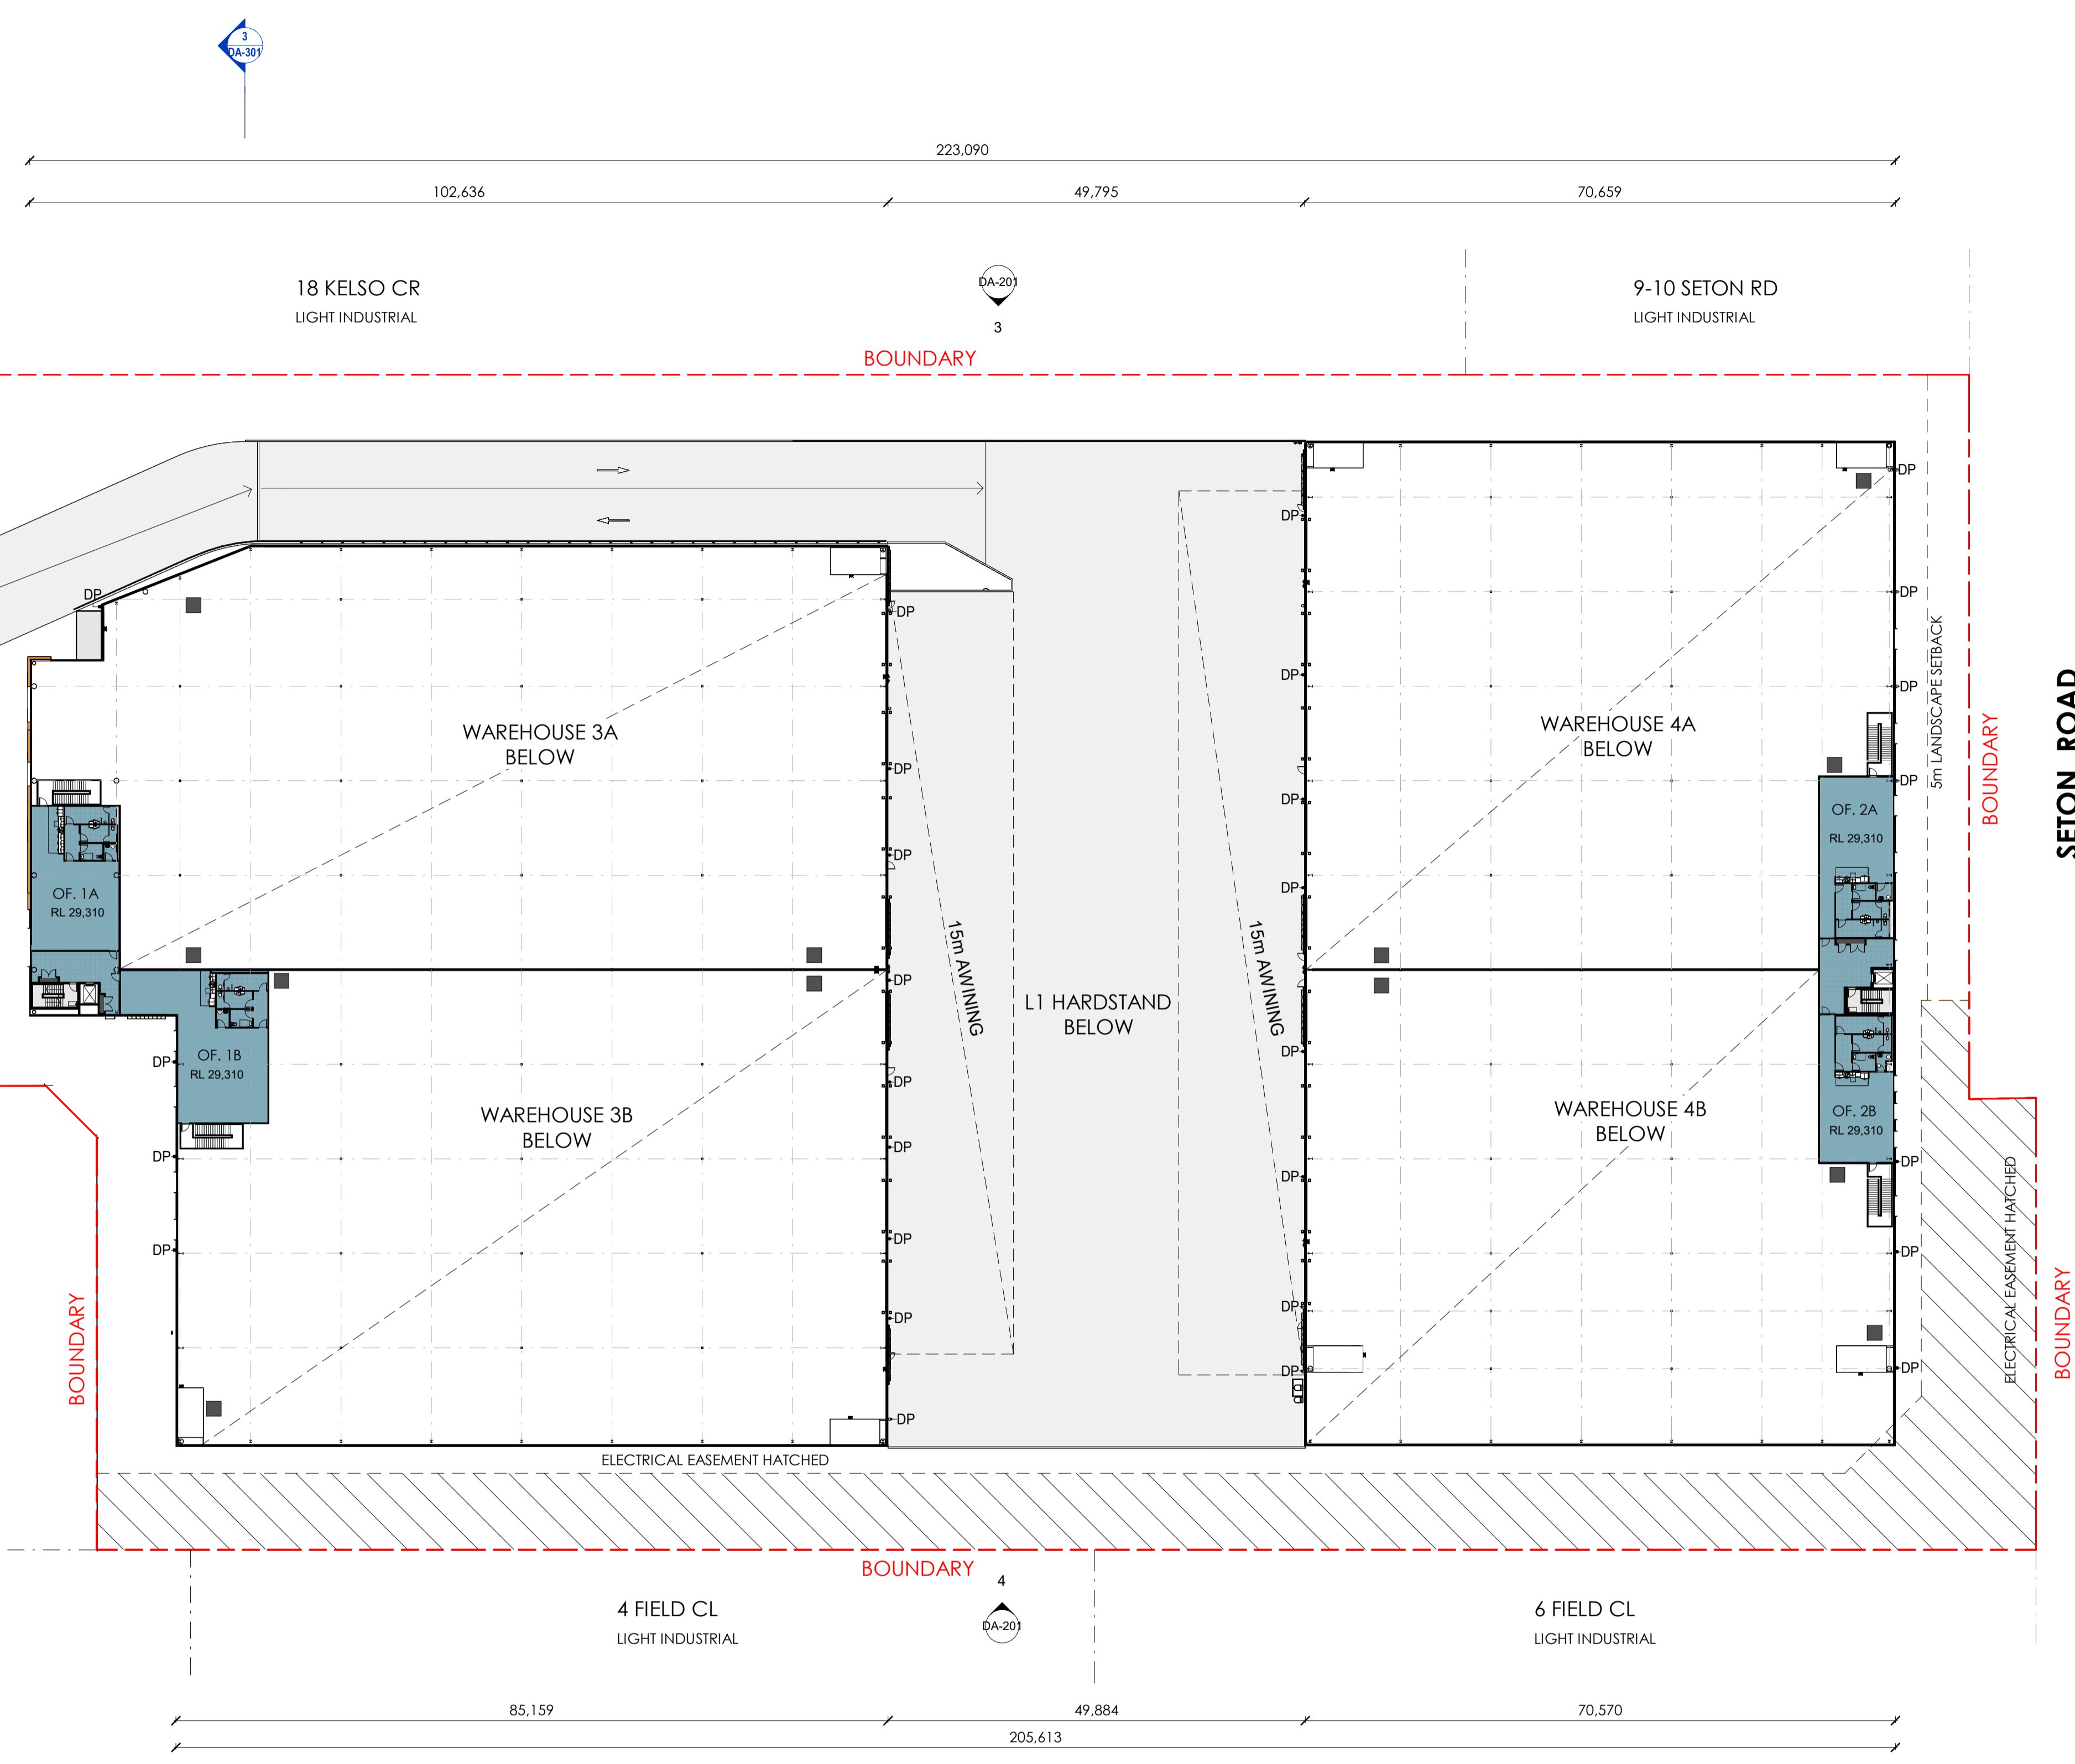 3
DA-301
223,090
102,636
49,795
70,659
18 KELSO CR
LIGHT INDUSTRIAL
DA-201
3
9-10 SETON RD
LIGHT INDUSTRIAL
BOUNDARY
DP
DP
DP
DP
DP
DP
DP
5m LANDSCAPE SETBACK
SETON ROAD
BOUNDARY
WAREHOUSE 3A
BELOW
WAREHOUSE 4A
BELOW
DP
DP
DP
DP
OF. 2A
RL 29,310
DP
DP
OF. 1A
RL 29,310
15m AWINING
15m AWINING
DP
L1 HARDSTAND
BELOW
OF. 1B
RL 29,310
DP
DP
DP
WAREHOUSE 3B
BELOW
WAREHOUSE 4B
BELOW
OF. 2B
RL 29,310
DP
DP
DP
DP
DP
DP
DP
DP
ELECTRICAL EASEMENT HATCHED
BOUNDARY
BOUNDARY
DP
DP
DP
DP
DP
ELECTRICAL EASEMENT HATCHED
BOUNDARY
4
DA-201
4 FIELD CL
LIGHT INDUSTRIAL
6 FIELD CL
LIGHT INDUSTRIAL
85,159
49,884
70,570
205,613